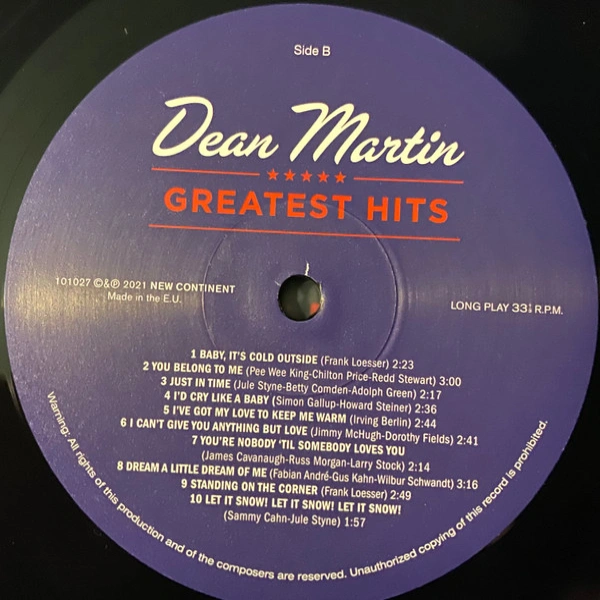 Side B
Dean Martin
★★★★★
GREATEST HITS
101027 ©&℗ 2021 NEW CONTINENT
Made in the E.U.
LONG PLAY 33⅓ R.P.M.
1 BABY, IT'S COLD OUTSIDE (Frank Loesser) 2:23
2 YOU BELONG TO ME (Pee Wee King-Chilton Price-Redd Stewart) 3:00
3 JUST IN TIME (Jule Styne-Betty Comden-Adolph Green) 2:17
4 I'D CRY LIKE A BABY (Simon Gallup-Howard Steiner) 2:36
5 I'VE GOT MY LOVE TO KEEP ME WARM (Irving Berlin) 2:44
6 I CAN'T GIVE YOU ANYTHING BUT LOVE (Jimmy McHugh-Dorothy Fields) 2:41
7 YOU'RE NOBODY 'TIL SOMEBODY LOVES YOU
(James Cavanaugh-Russ Morgan-Larry Stock) 2:14
8 DREAM A LITTLE DREAM OF ME (Fabian André-Gus Kahn-Wilbur Schwandt) 3:16
9 STANDING ON THE CORNER (Frank Loesser) 2:49
10 LET IT SNOW! LET IT SNOW! LET IT SNOW!
(Sammy Cahn-Jule Styne) 1:57
Warning: All rights of this production and of the composers are reserved. Unauthorized copying of this record is prohibited.